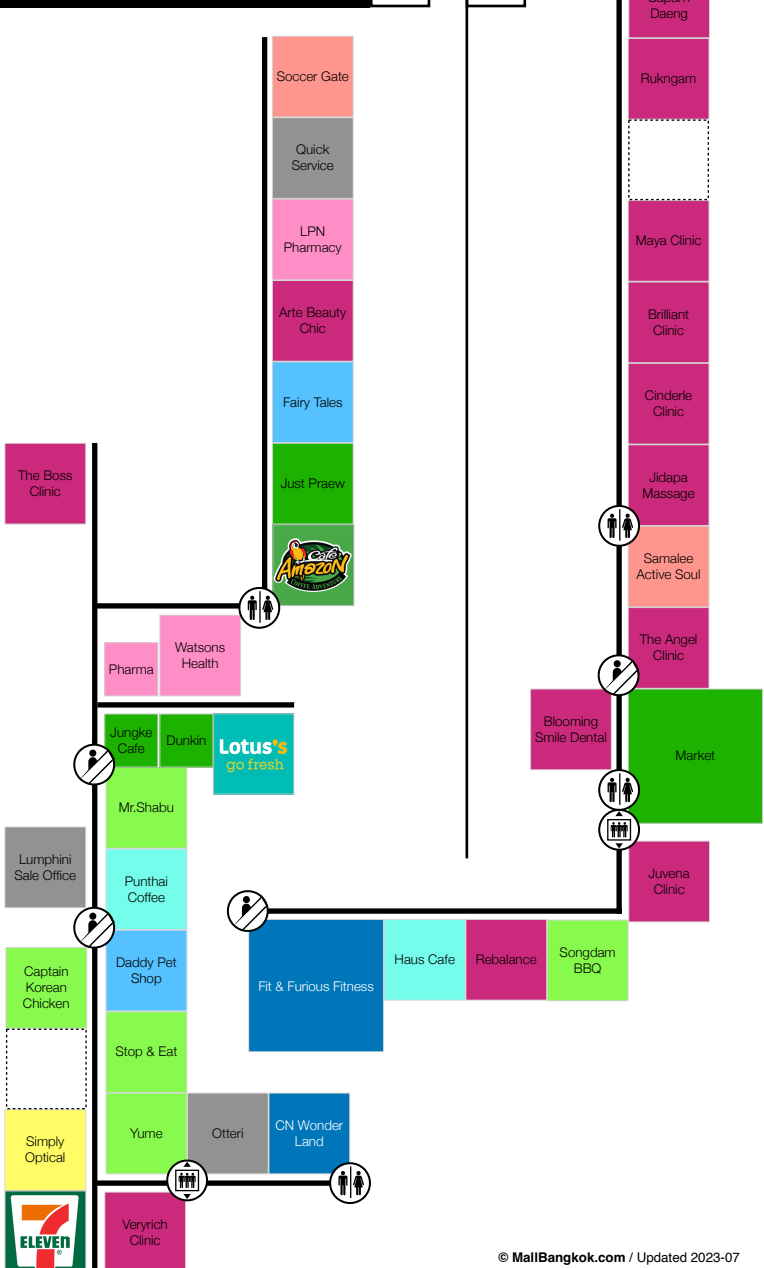 Daeng
Rukngam
Soccer Gate
Quick
Service
LPN
Pharmacy
Arte Beauty
Chic
Fairy Tales
Just Praew
Café
Amazon
COFFEE ADVENTURE
Maya Clinic
Brilliant
Clinic
Cinderle
Clinic
Jidapa
Massage
Samalee
Active Soul
The Angel
Clinic
Blooming
Smile Dental
Market
Juvena
Clinic
The Boss
Clinic
Pharma
Watsons
Health
Jungke
Cafe
Dunkin
Lotus's
go fresh
Mr.Shabu
Lumphini
Sale Office
Punthai
Coffee
Captain
Korean
Chicken
Daddy Pet
Shop
Stop & Eat
Fit & Furious Fitness
Haus Cafe
Rebalance
Songdam
BBQ
Simply
Optical
Yume
Otteri
CN Wonder
Land
7
ELEVEN
®
Veryrich
Clinic
© MallBangkok.com / Updated 2023-07